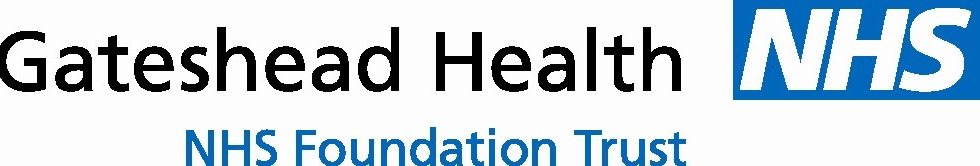 Gateshead Health NHS
NHS Foundation Trust